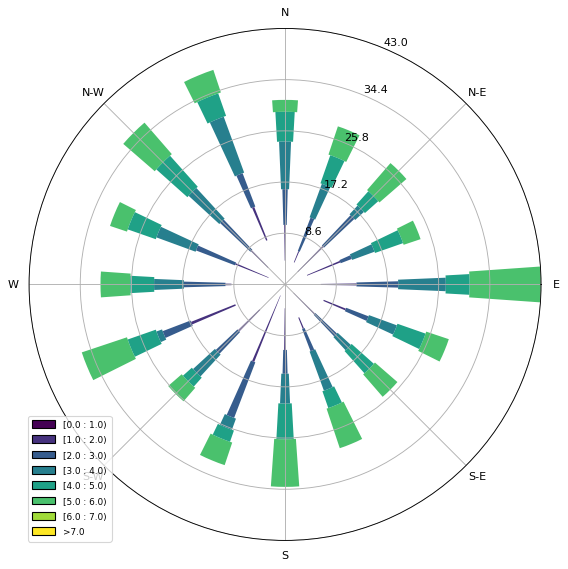 N
43.0
N-W
34.4
N-E
25.8
17.2
8.6
W
E
[0.0 : 1.0)
[1.0 : 2.0)
[2.0 : 3.0)
[3.0 : 4.0)
[4.0 : 5.0)
[5.0 : 6.0)
[6.0 : 7.0)
>7.0
S-W
S-E
S